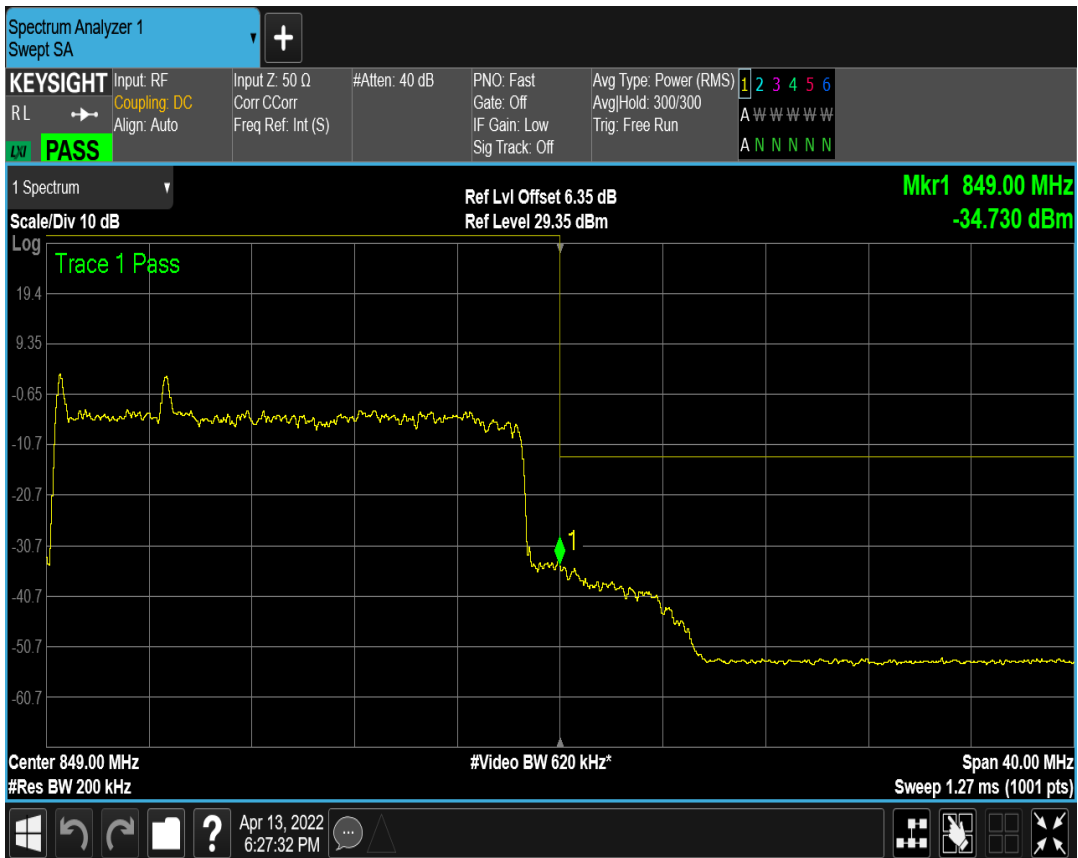 Spectrum Analyzer 1
Swept SA
+
KEYSIGHT
R L
LXI
PASS
Input: RF
Coupling: DC
Align: Auto
Input Z: 50 Ω
Corr CCorr
Freq Ref: Int (S)
#Atten: 40 dB
PNO: Fast
Gate: Off
IF Gain: Low
Sig Track: Off
Avg Type: Power (RMS)
Avg|Hold: 300/300
Trig: Free Run
1 2 3 4 5 6
A W W W W W
A N N N N N
1 Spectrum
Scale/Div 10 dB
Ref Lvl Offset 6.35 dB
Ref Level 29.35 dBm
Mkr1 849.00 MHz
-34.730 dBm
Log
Trace 1 Pass
19.4
9.35
-0.65
-10.7
-20.7
-30.7
1
-40.7
-50.7
-60.7
Center 849.00 MHz
#Video BW 620 kHz*
Span 40.00 MHz
#Res BW 200 kHz
Sweep 1.27 ms (1001 pts)
?
Apr 13, 2022
6:27:32 PM